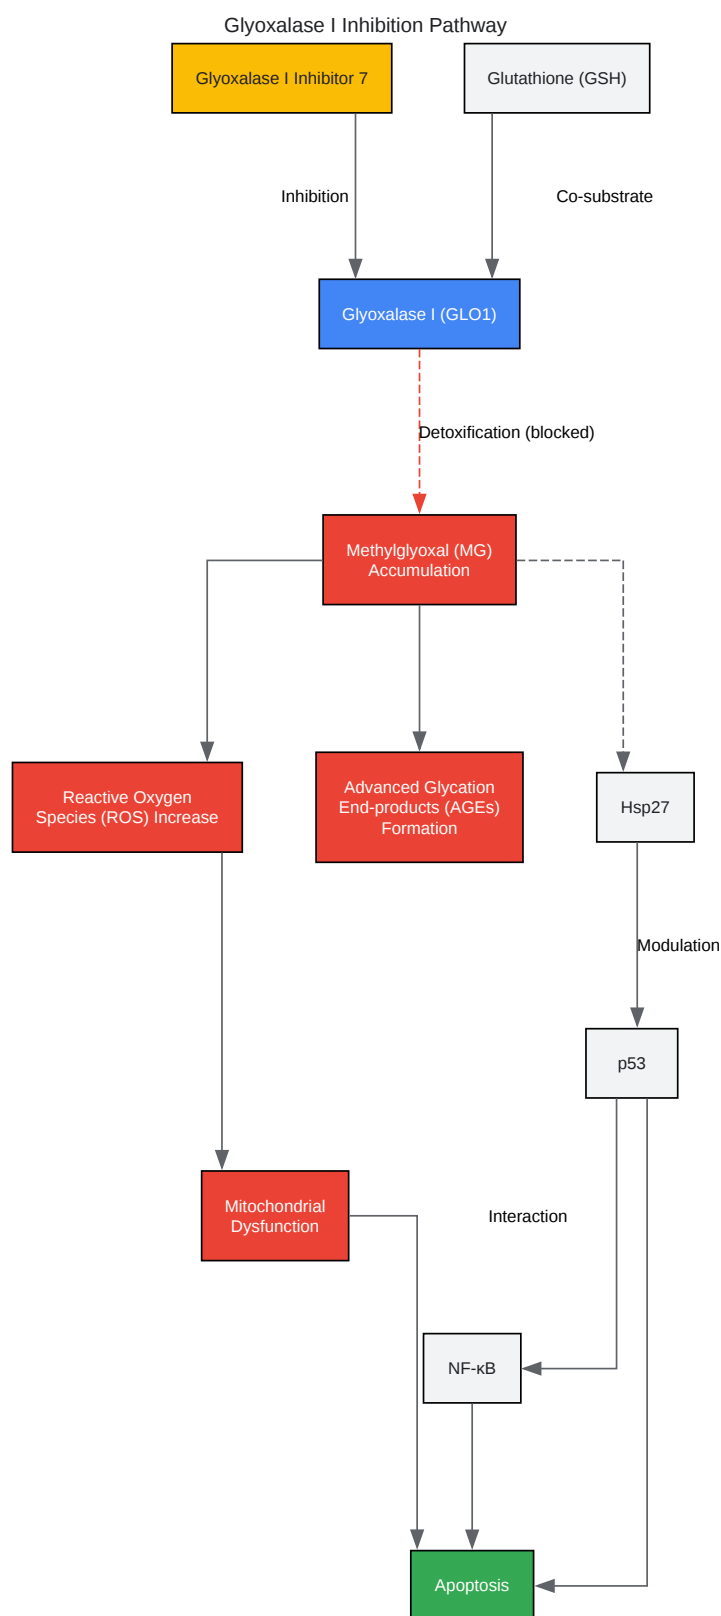 Glyoxalase I Inhibition Pathway
Glyoxalase I Inhibitor 7
Glutathione (GSH)
Inhibition
Co-substrate
Glyoxalase I (GLO1)
Detoxification (blocked)
Methylglyoxal (MG)
Accumulation
Reactive Oxygen
Species (ROS) Increase
Advanced Glycation
End-products (AGEs)
Formation
Hsp27
Modulation
p53
Mitochondrial
Dysfunction
Interaction
NF-κB
Apoptosis